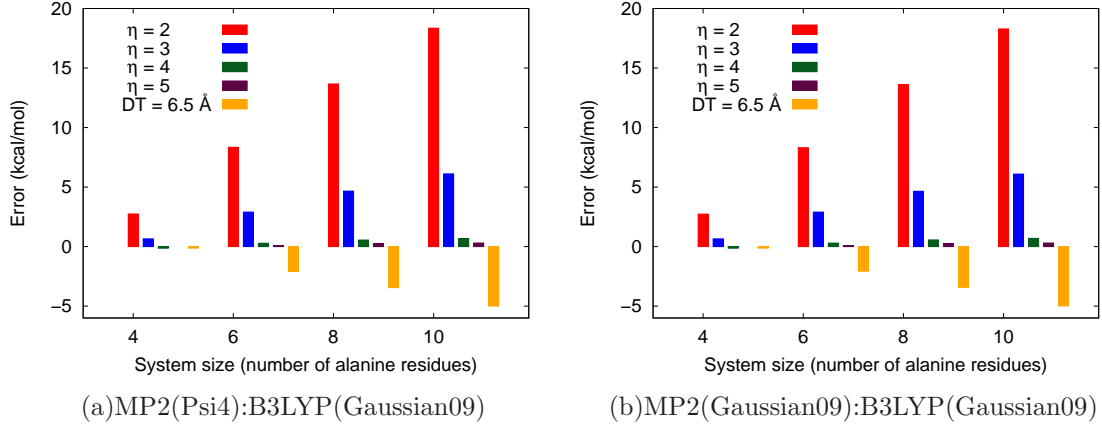 20
15
10
5
0
−5
4
6
8
10
Error (kcal/mol)
System size (number of alanine residues)
η = 2
η = 3
η = 4
η = 5
DT = 6.5 Å
(a)MP2(Psi4):B3LYP(Gaussian09)
20
15
10
5
0
−5
4
6
8
10
Error (kcal/mol)
System size (number of alanine residues)
η = 2
η = 3
η = 4
η = 5
DT = 6.5 Å
(b)MP2(Gaussian09):B3LYP(Gaussian09)